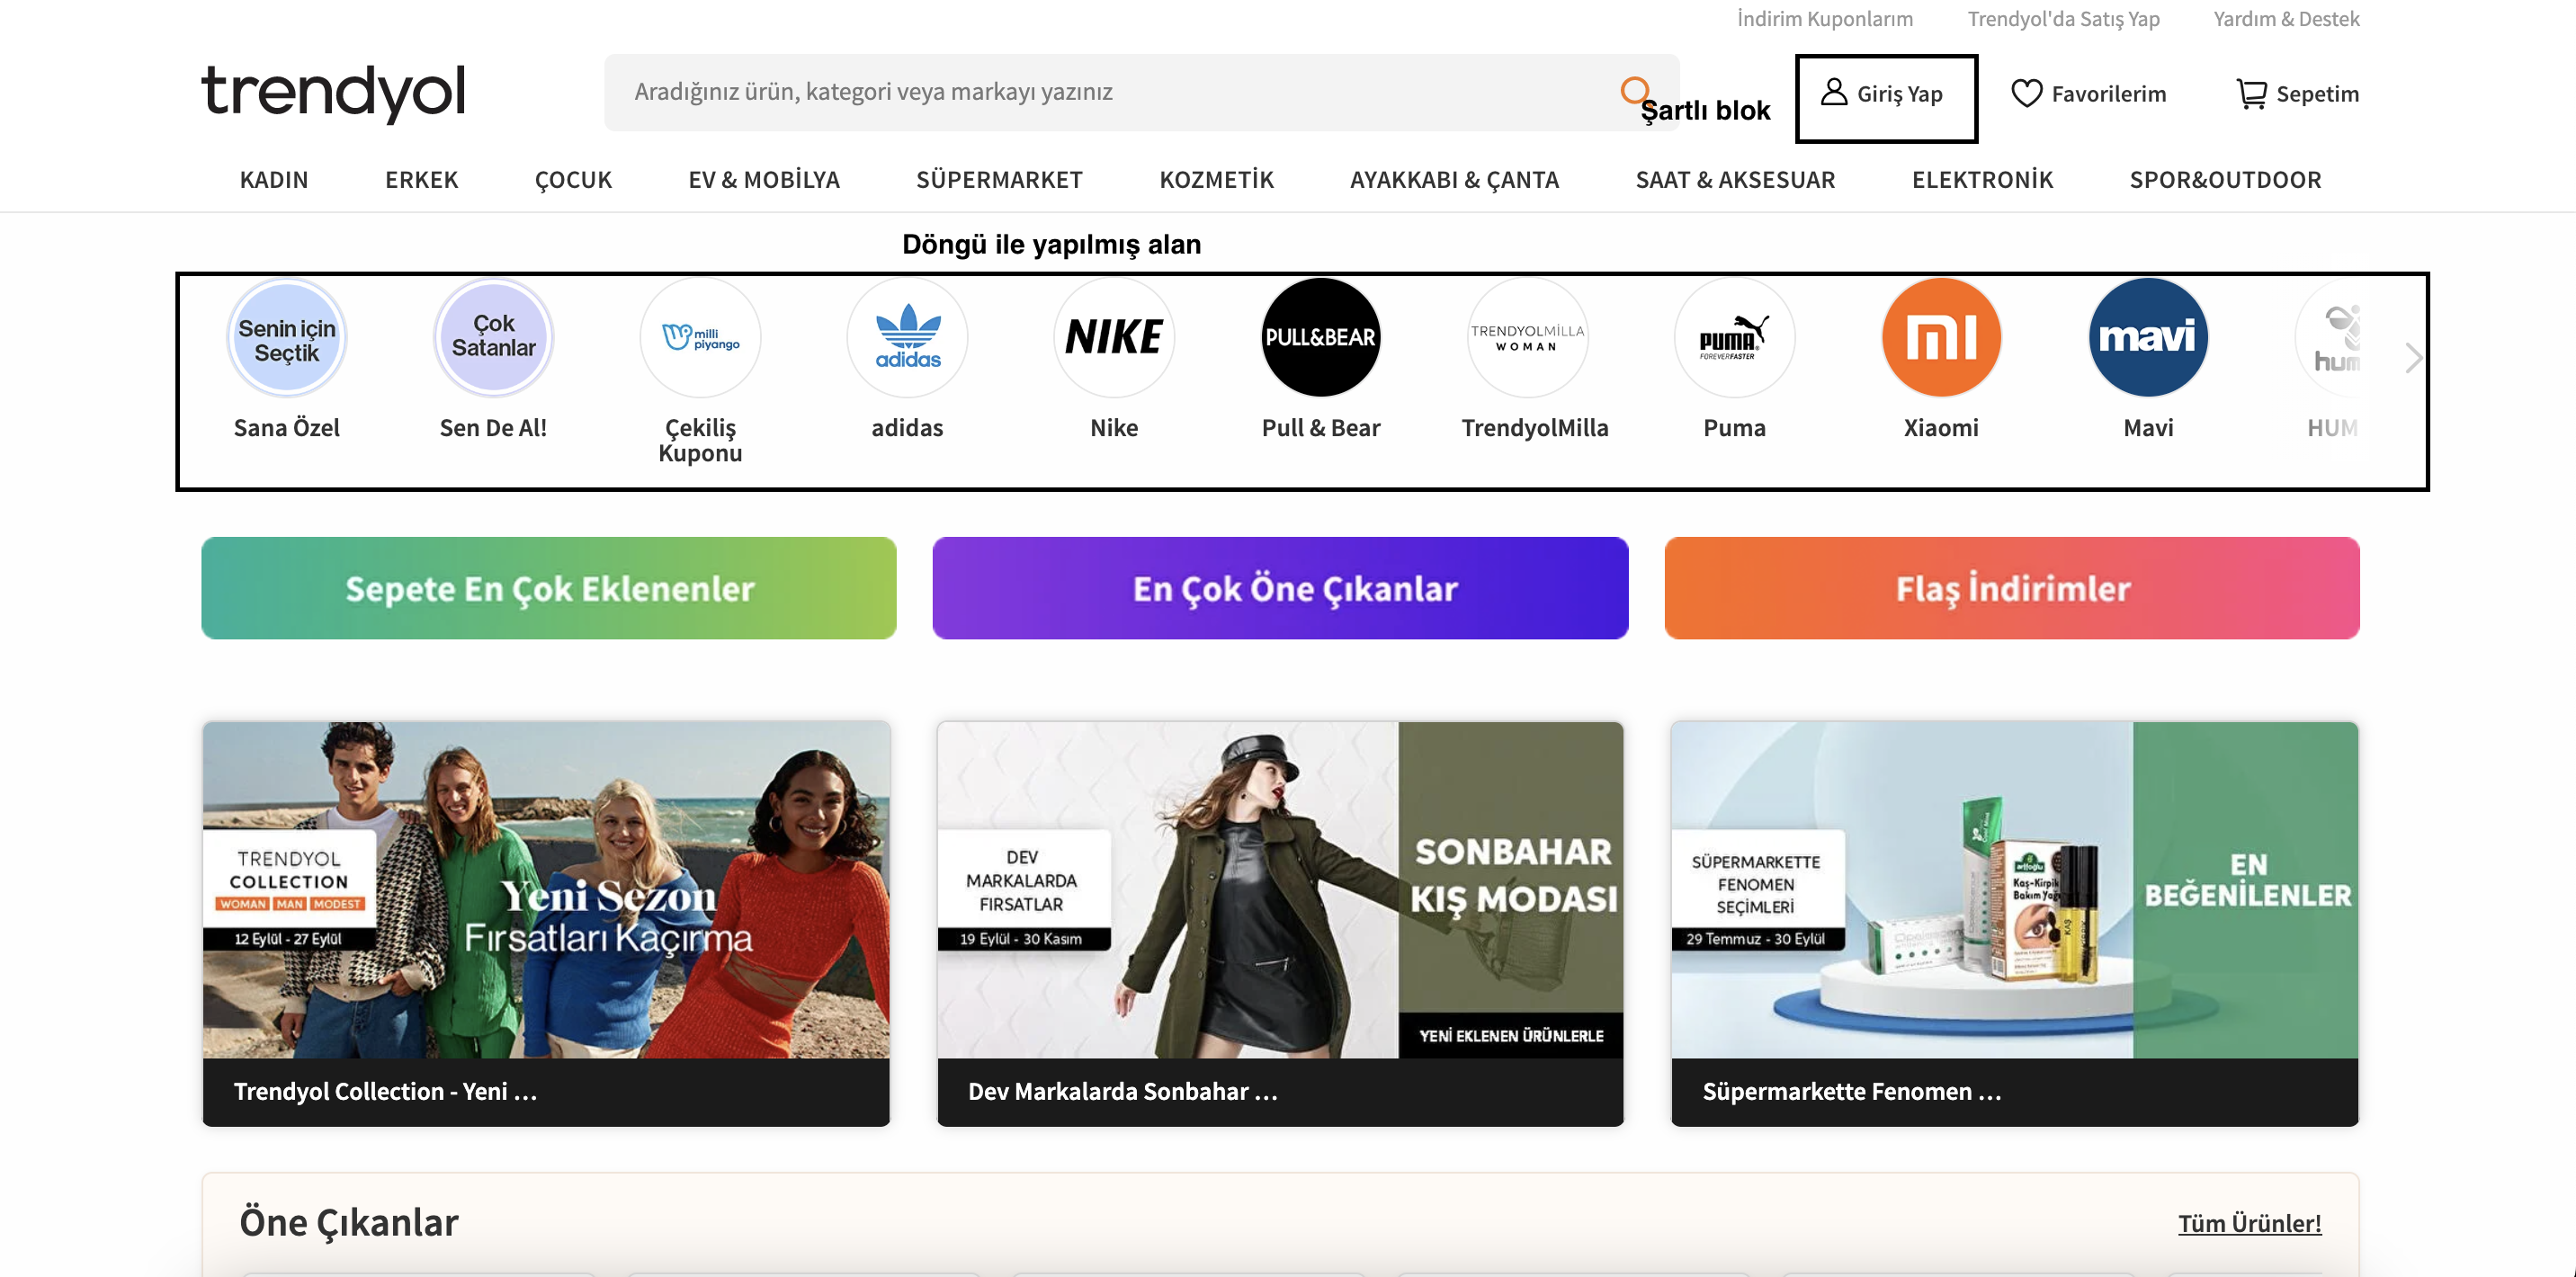 İndirim Kuponlarım Trendyol'da Satış Yap Yardım & Destek
trendyol
Aradığınız ürün, kategori veya markayı yazınız
Şartlı blok
Giriş Yap
Favorilerim
Sepetim
KADIN ERKEK ÇOCUK EV & MOBİLYA SÜPERMARKET KOZMETİK AYAKKABI & ÇANTA SAAT & AKSESUAR ELEKTRONİK SPOR&OUTDOOR
Döngü ile yapılmış alan
Senin için
Seçtik
Sana Özel
Çok
Satanlar
Sen De Al!
milli
piyango
Çekiliş
Kuponu
adidas
adidas
NIKE
Nike
PULL&BEAR
Pull & Bear
TRENDYOLMİLLA
WOMAN
TrendyolMilla
PUMA
FOREVER FASTER
Puma
mi
Xiaomi
mavi
Mavi
hum
HUM
Sepete En Çok Eklenenler
En Çok Öne Çıkanlar
Flaş İndirimler
TRENDYOL
COLLECTION
WOMAN MAN MODEST
12 Eylül - 27 Eylül
Yeni Sezon
Fırsatları Kaçırma
Trendyol Collection - Yeni ...
DEV
MARKALARDA
FIRSATLAR
19 Eylül - 30 Kasım
SONBAHAR
KIŞ MODASI
YENİ EKLENEN ÜRÜNLERLE
Dev Markalarda Sonbahar ...
SÜPERMARKETTE
FENOMEN
SEÇİMLERİ
29 Temmuz - 30 Eylül
Kaş-Kirpik
KAŞ
EN
BEĞENİLENLER
Süpermarkette Fenomen ...
Öne Çıkanlar
Tüm Ürünler!